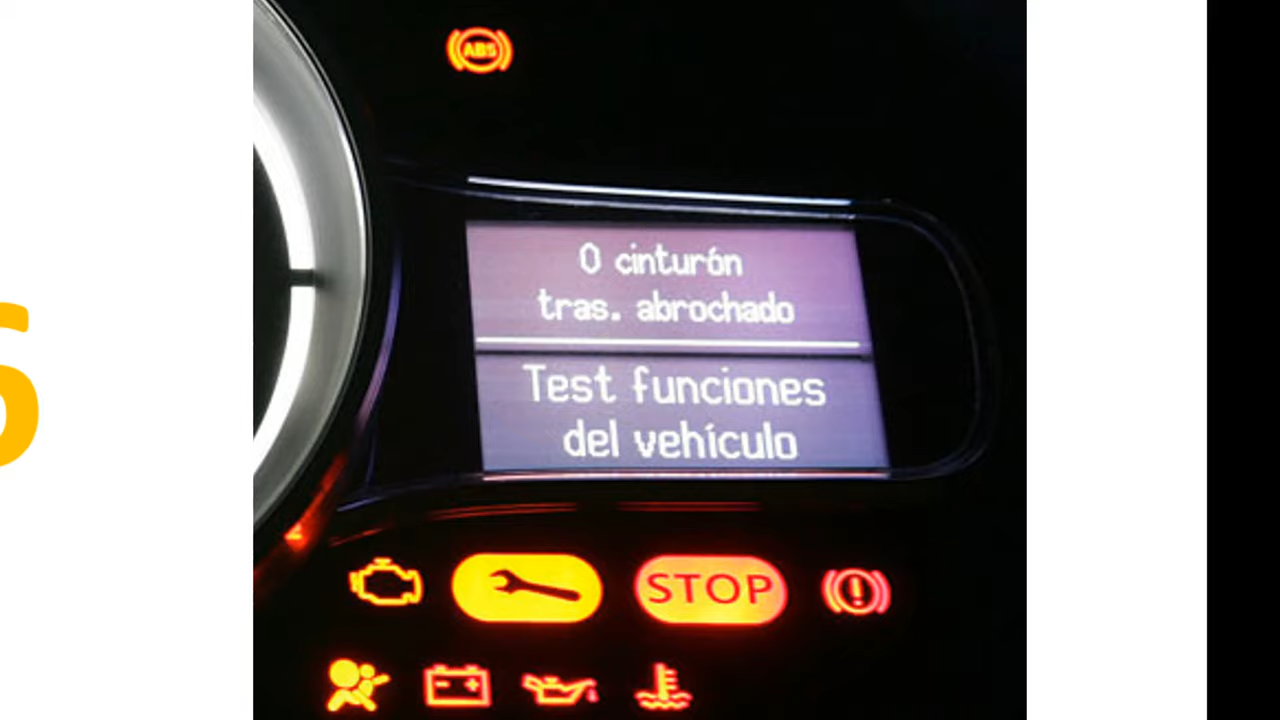 ABS
0 cinturón
tras. abrochado
Test funciones
del vehículo
STOP